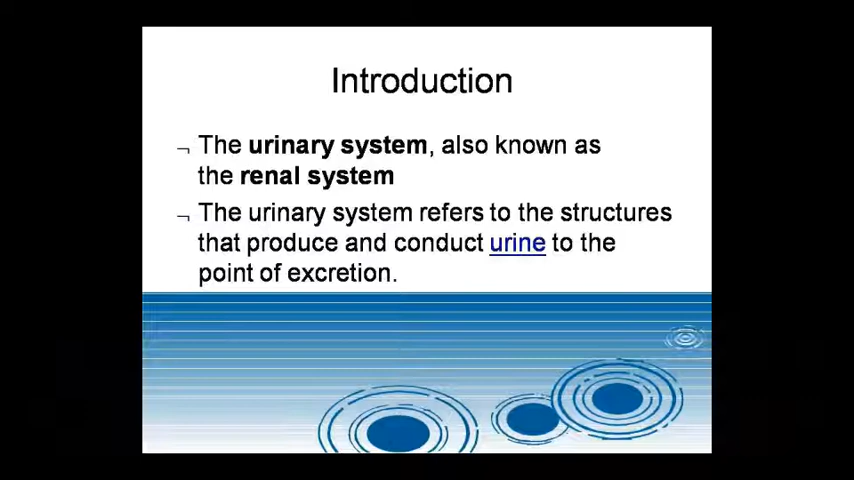 Introduction
¬ The urinary system, also known as
the renal system
¬ The urinary system refers to the structures
that produce and conduct urine to the
point of excretion.